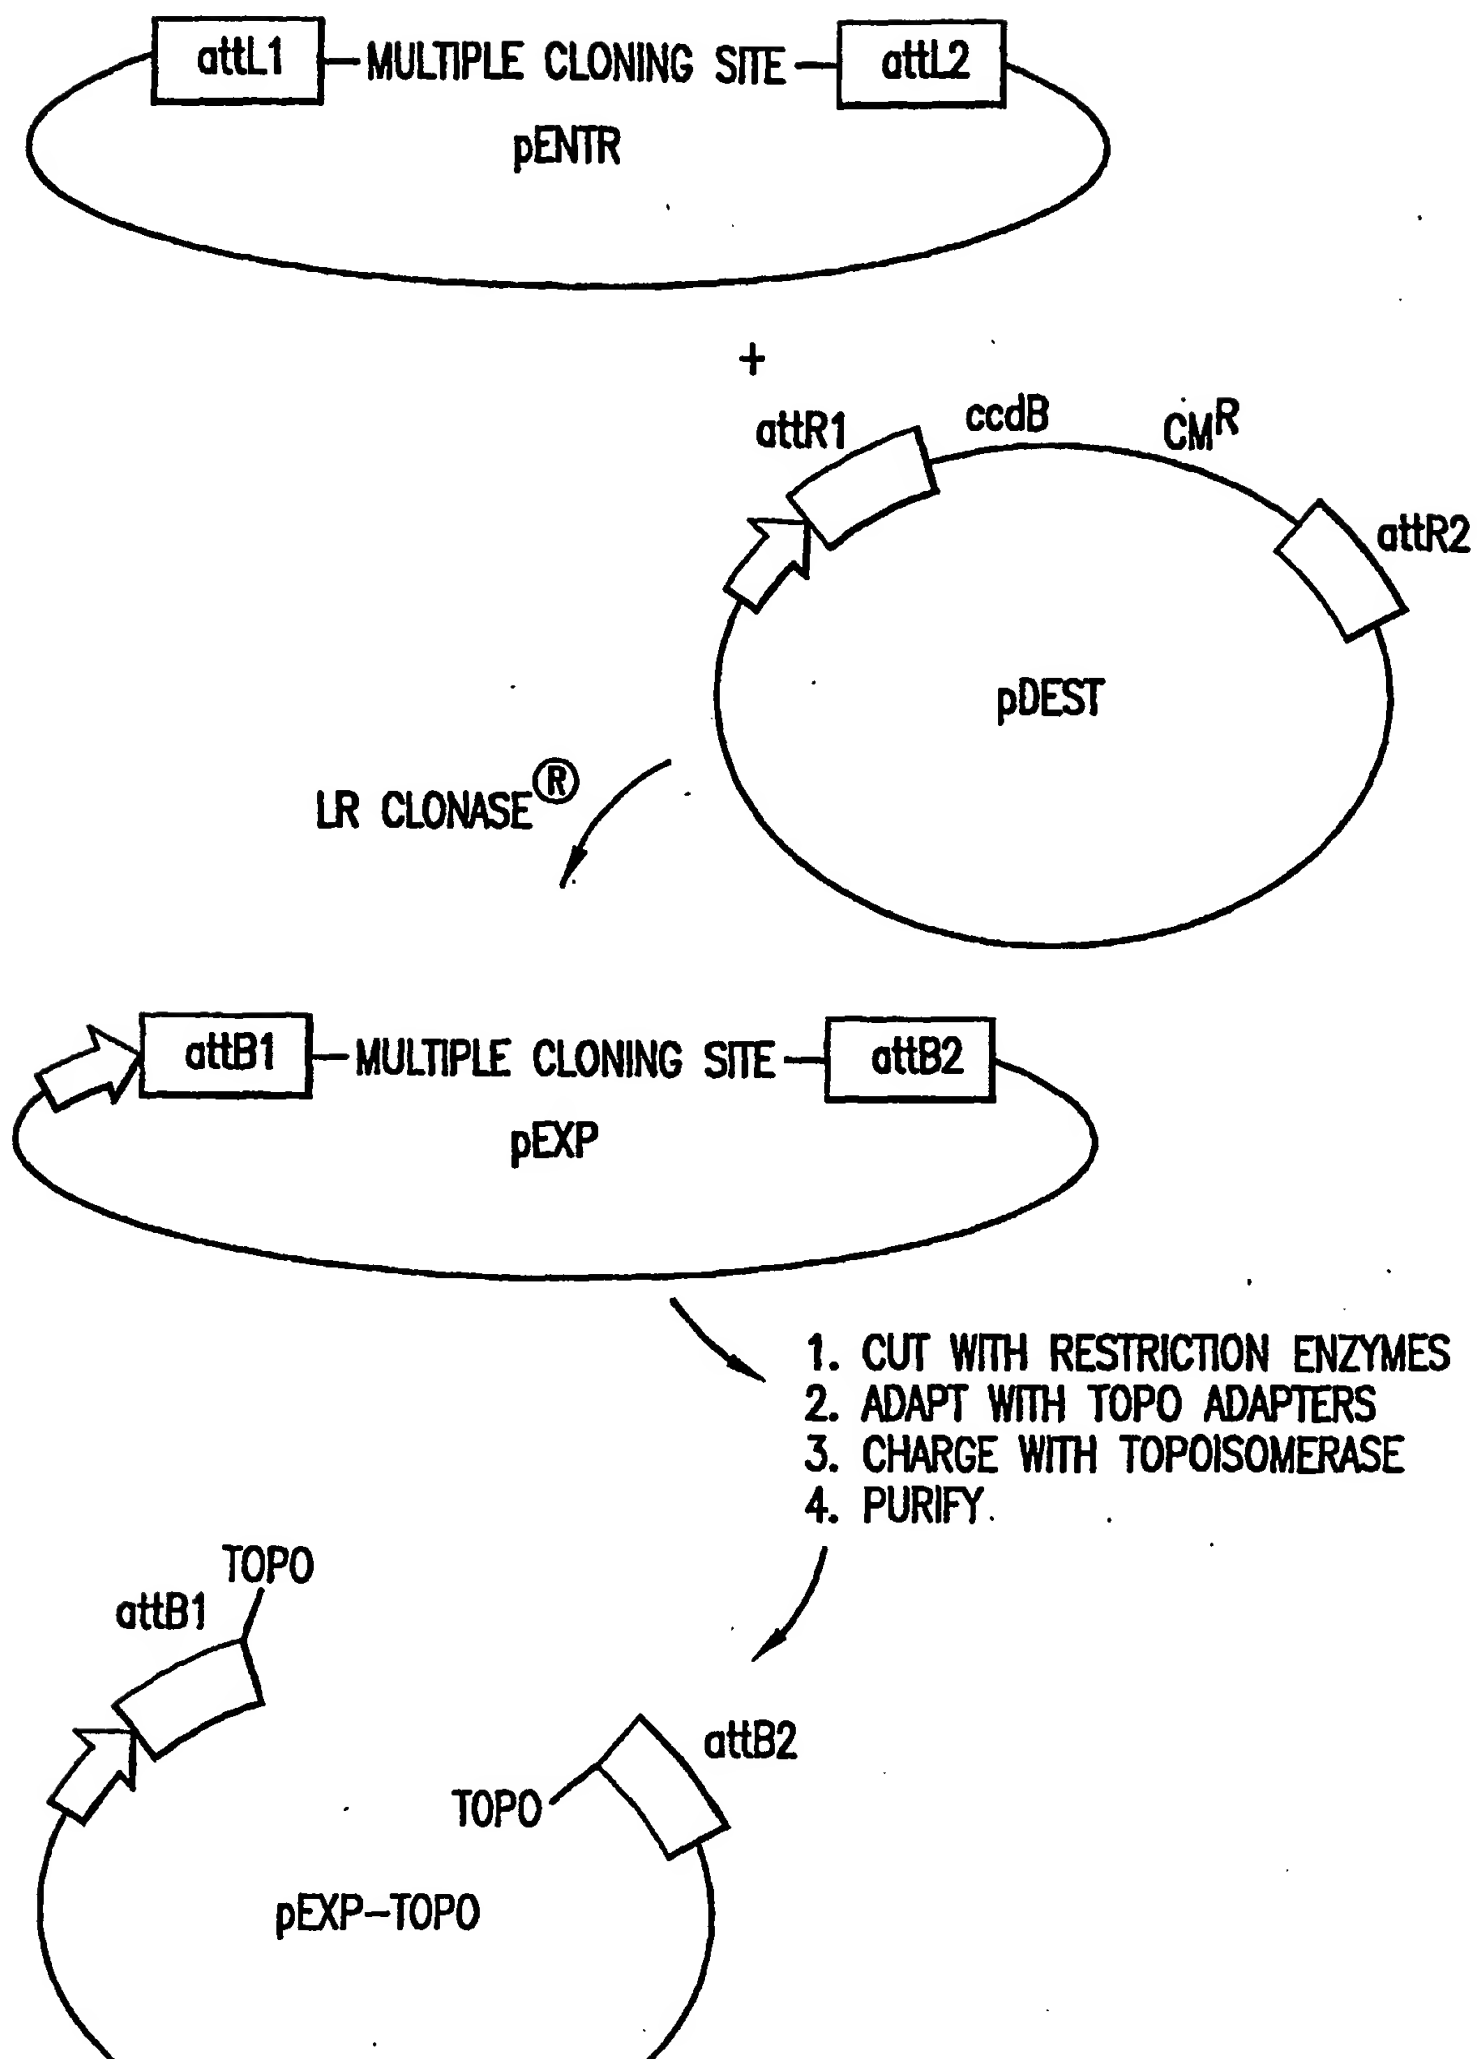 attL1 MULTIPLE CLONING SITE attL2
pENTR
+
attR1 ccdB CMR
attR2
pDEST
LR CLONASE®
attB1 MULTIPLE CLONING SITE attB2
pEXP
1. CUT WITH RESTRICTION ENZYMES
2. ADAPT WITH TOPO ADAPTERS
3. CHARGE WITH TOPOISOMERASE
4. PURIFY
TOPO
attB1
attB2
TOPO
pEXP-TOPO